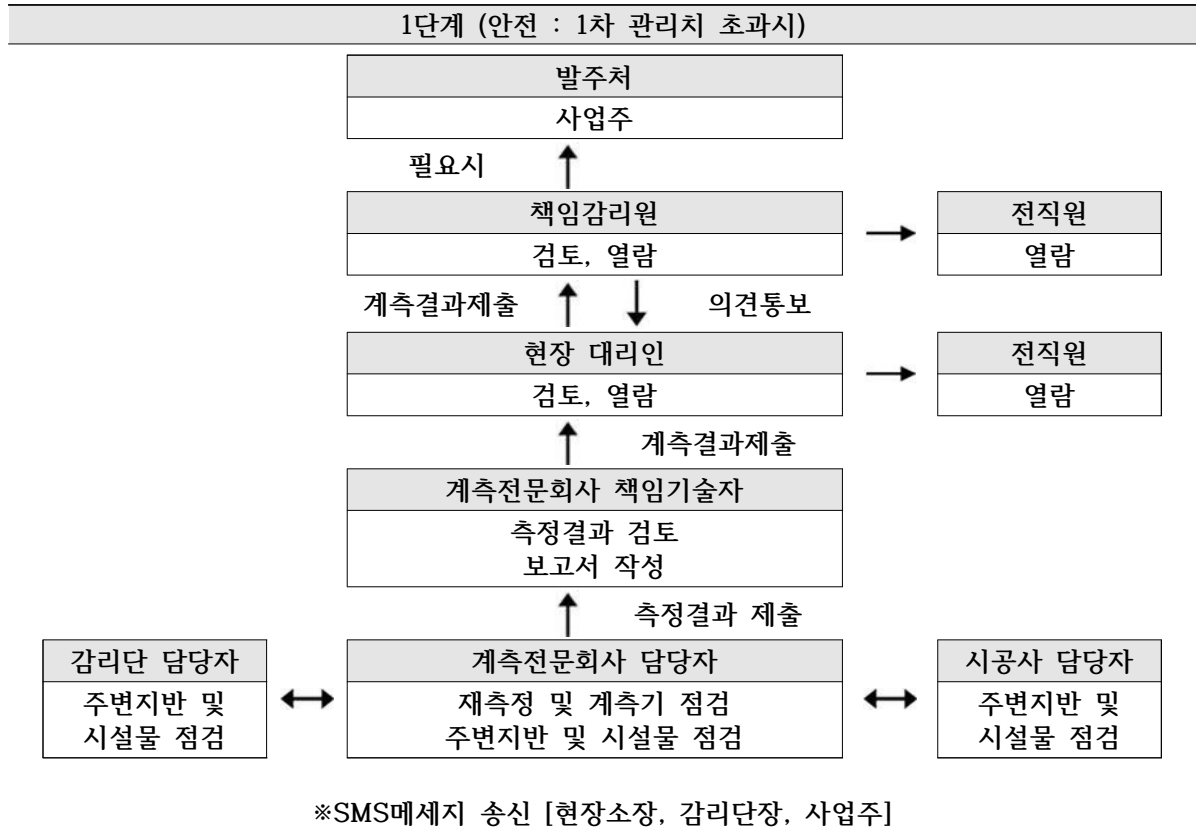 1단계 (안전 : 1차 관리치 초과시)
발주처
사업주
필요시
책임감리원
검토, 열람
전직원
열람
계측결과제출
의견통보
현장 대리인
검토, 열람
전직원
열람
계측결과제출
계측전문회사 책임기술자
측정결과 검토
보고서 작성
측정결과 제출
감리단 담당자
주변지반 및
시설물 점검
계측전문회사 담당자
재측정 및 계측기 점검
주변지반 및 시설물 점검
시공사 담당자
주변지반 및
시설물 점검
※SMS메세지 송신 [현장소장, 감리단장, 사업주]